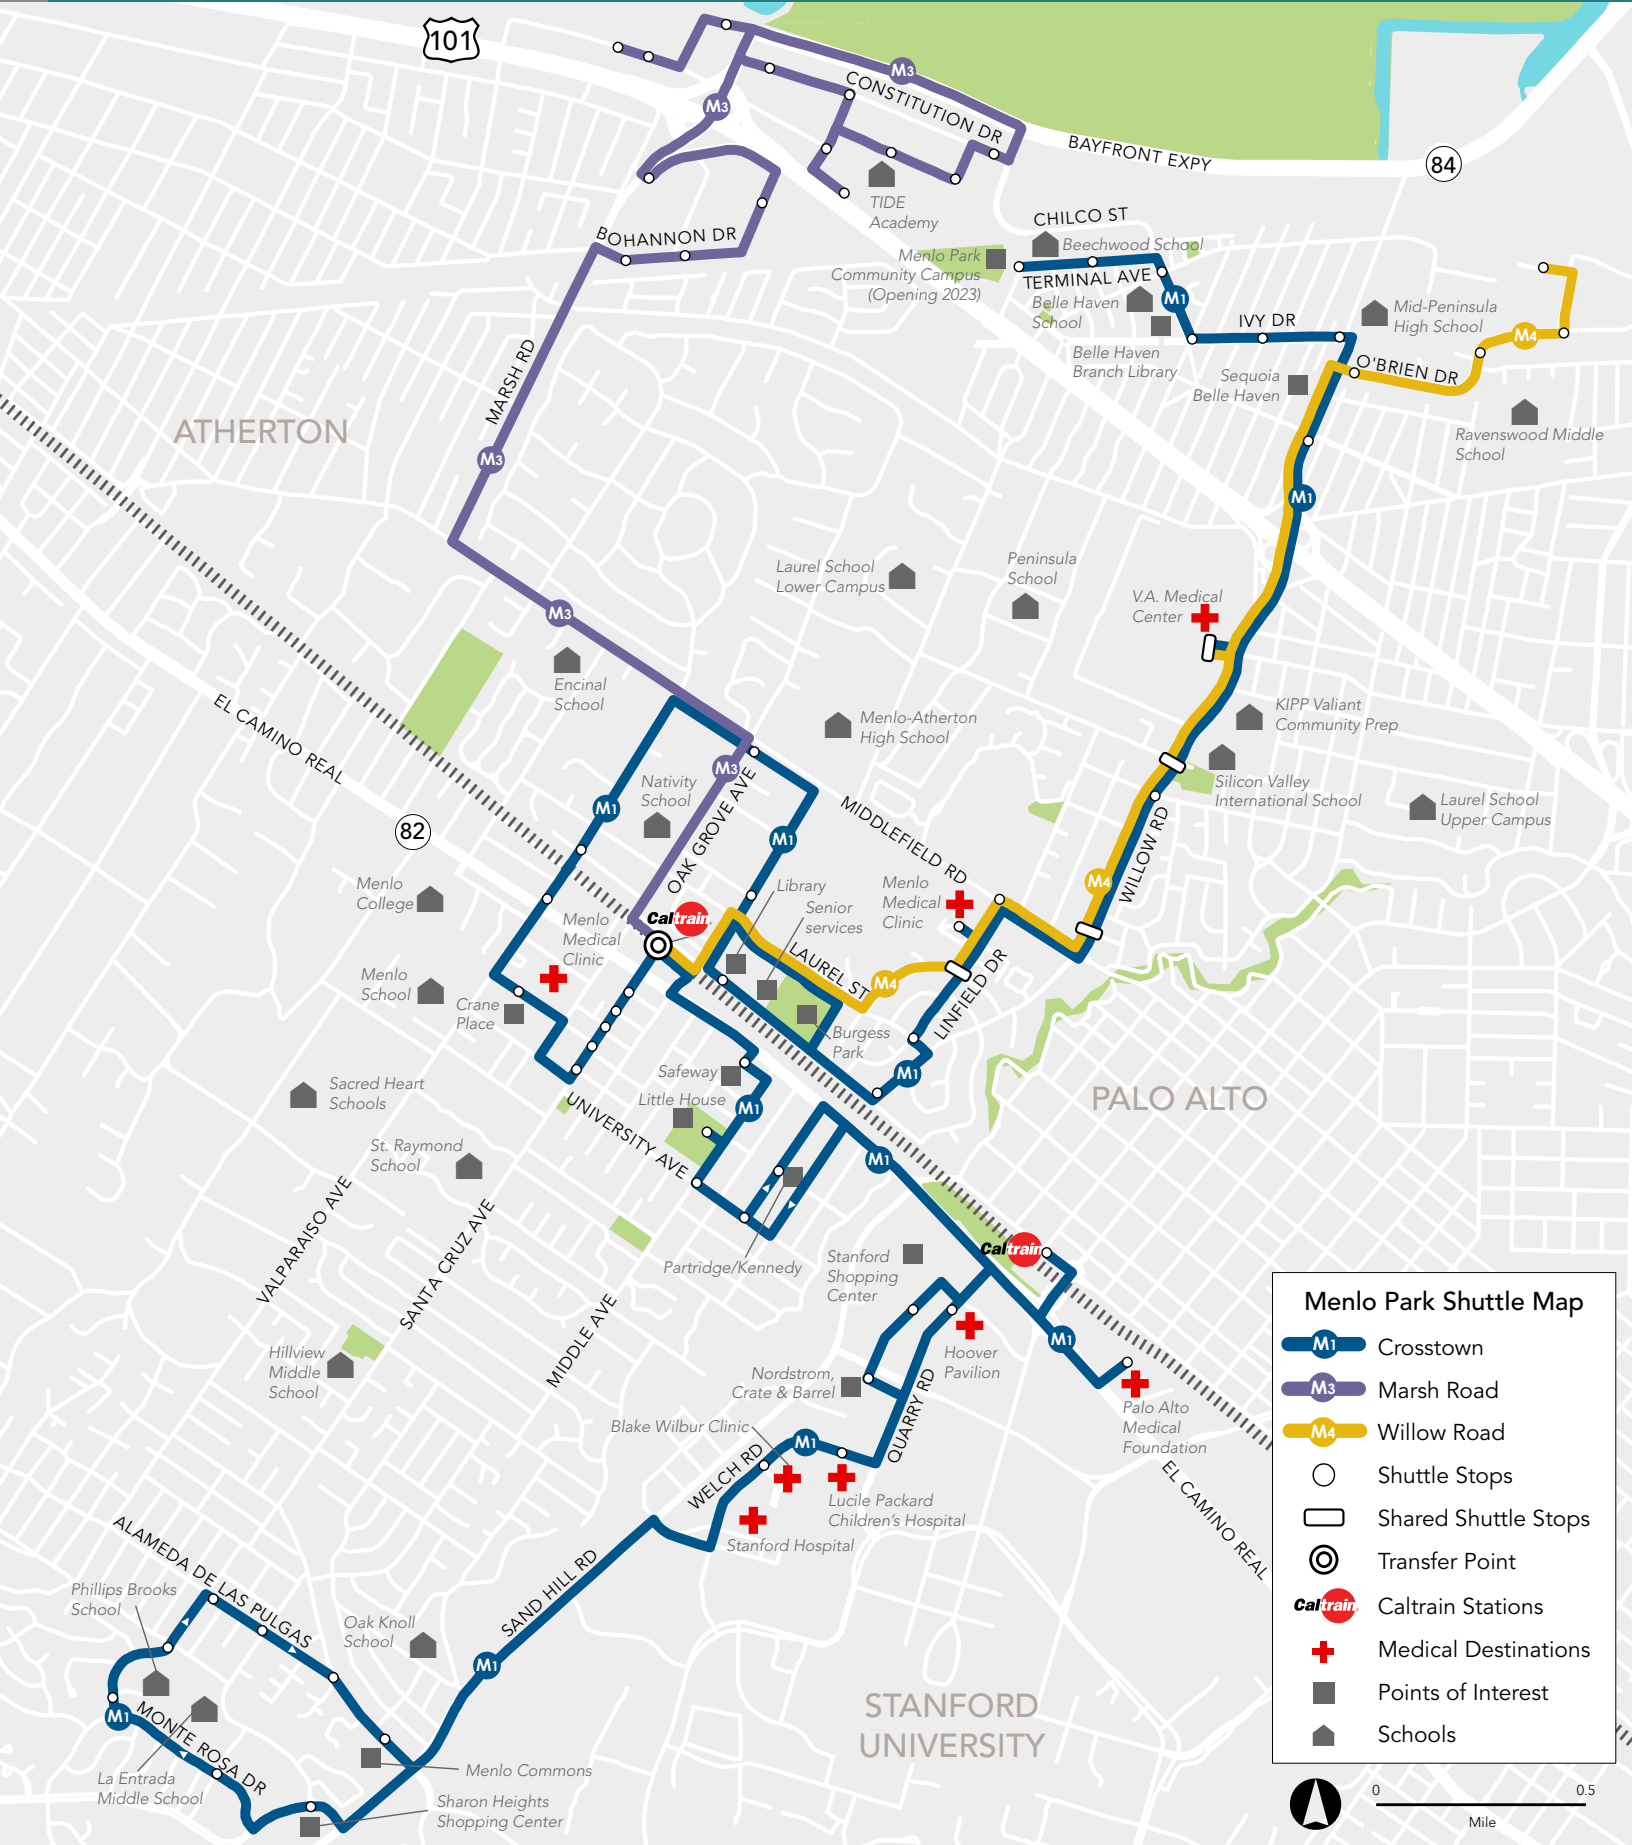 101
M3
M3
CONSTITUTION DR
BAYFRONT EXPY
84
TIDE
Academy
CHILCO ST
Beechwood School
Menlo Park
Community Campus
(Opening 2023)
TERMINAL AVE
Belle Haven
School
M1
BOHANNON DR
IVY DR
Mid-Peninsula
High School
M4
Belle Haven
Branch Library
O'BRIEN DR
Sequoia
Belle Haven
MARSH RD
ATHERTON
Ravenswood Middle
School
M3
M1
Laurel School
Lower Campus
Peninsula
School
V.A. Medical
Center
M3
Encinal
School
EL CAMINO REAL
Menlo-Atherton
High School
KIPP Valiant
Community Prep
M3
Nativity
School
Silicon Valley
International School
M1
Laurel School
Upper Campus
82
OAK GROVE AVE
M1
MIDDLEFIELD RD
WILLOW RD
M4
Menlo
College
Library
Menlo
Medical
Clinic
Senior
services
Caltrain
Menlo
Medical
Clinic
LAUREL ST
M4
Menlo
School
Crane
Place
LINFIELD DR
Burgess
Park
M1
Safeway
Sacred Heart
Schools
Little House
M1
PALO ALTO
UNIVERSITY AVE
St. Raymond
School
M1
VALPARAISO AVE
SANTA CRUZ AVE
Partridge/Kennedy
Stanford
Shopping
Center
Caltrain
MIDDLE AVE
Hillview
Middle
School
M1
Hoover
Pavilion
Nordstrom,
Crate & Barrel
Palo Alto
Medical
Foundation
QUARRY RD
Blake Wilbur Clinic
M1
WELCH RD
Lucile Packard
Children's Hospital
Stanford Hospital
EL CAMINO REAL
ALAMEDA DE LAS PULGAS
SAND HILL RD
Phillips Brooks
School
Oak Knoll
School
M1
M1
MONTE ROSA DR
STANFORD
UNIVERSITY
La Entrada
Middle School
Menlo Commons
Sharon Heights
Shopping Center
Menlo Park Shuttle Map
M1 Crosstown
M3 Marsh Road
M4 Willow Road
Shuttle Stops
Shared Shuttle Stops
Transfer Point
Caltrain Caltrain Stations
Medical Destinations
Points of Interest
Schools
0 0.5
Mile